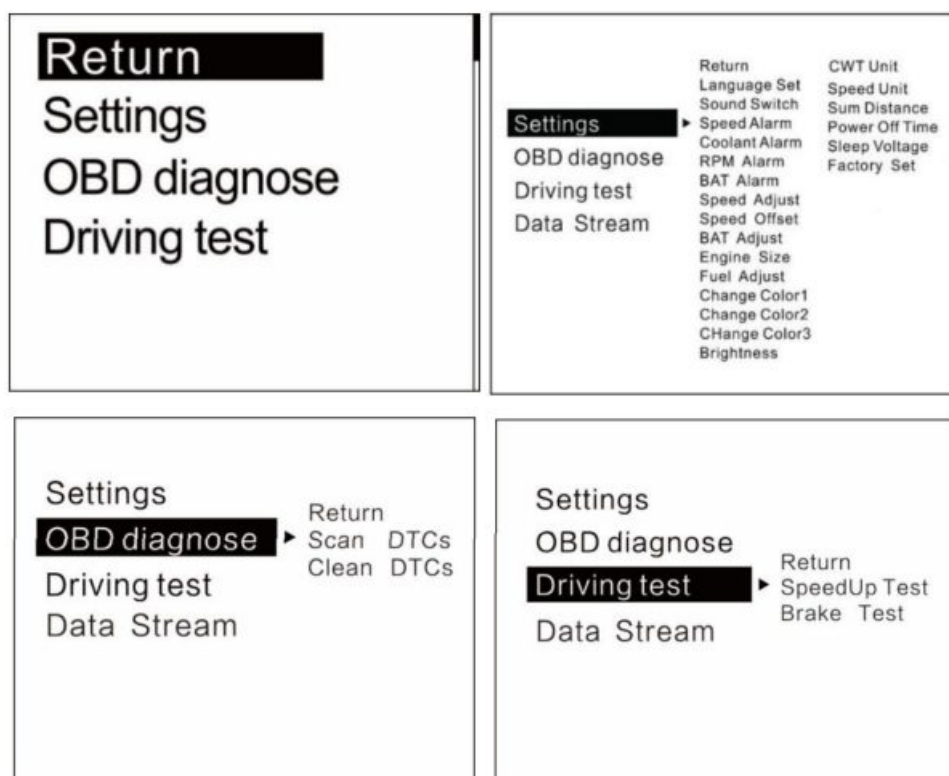 Return
Settings
OBD diagnose
Driving test
Settings
OBD diagnose
Driving test
Data Stream
Return
Language Set
Sound Switch
Speed Alarm
Coolant Alarm
RPM Alarm
BAT Alarm
Speed Adjust
Speed Offset
BAT Adjust
Engine Size
Fuel Adjust
Change Color1
Change Color2
CHange Color3
Brightness
CWT Unit
Speed Unit
Sum Distance
Power Off Time
Sleep Voltage
Factory Set
Settings
OBD diagnose
Driving test
Data Stream
Return
Scan DTCs
Clean DTCs
Settings
OBD diagnose
Driving test
Data Stream
Return
SpeedUp Test
Brake Test